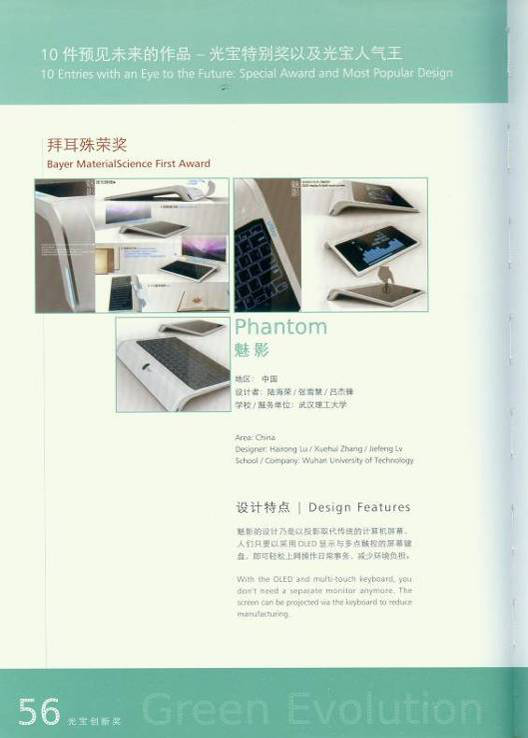 10 件预见未来的作品 – 光宝特别奖以及光宝人气王
10 Entries with an Eye to the Future: Special Award and Most Popular Design
拜耳殊荣奖
Bayer MaterialScience First Award
Phantom
魅影
地区： 中国
设计者：陆海荣 / 张雪慧 / 吕杰锋
学校 / 服务单位：武汉理工大学
Area: China
Designer: Hairong Lu / Xuehui Zhang / Jiefeng Lv
School / Company: Wuhan University of Technology
设计特点 | Design Features
魅影的设计乃是以投影取代传统的计算机屏幕。
人们只要以采用 OLED 显示与多点触控的屏幕键
盘，即可轻松上网操作日常事务、减少环境负担。
With the OLED and multi-touch keyboard, you
don't need a separate monitor anymore. The
screen can be projected via the keyboard to reduce
manufacturing.
56 光宝创新奖 Green Evolution